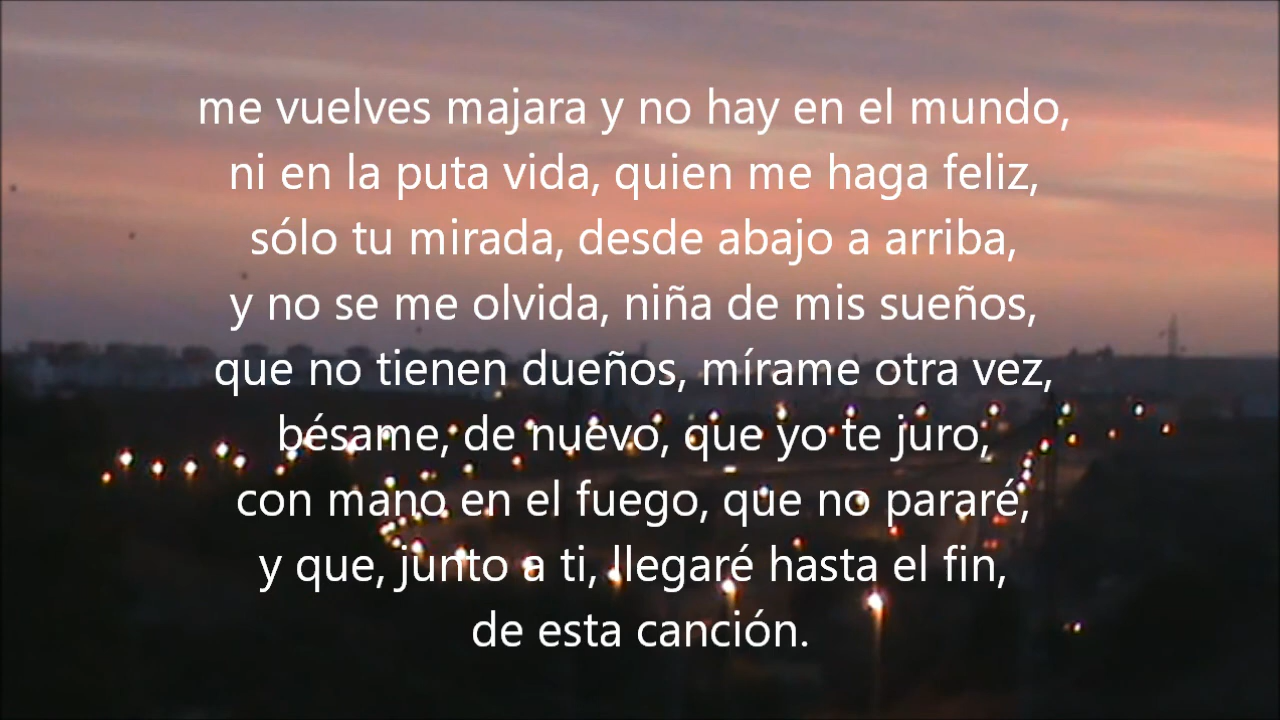 me vuelves majara y no hay en el mundo,
ni en la puta vida, quien me haga feliz,
sólo tu mirada, desde abajo a arriba,
y no se me olvida, niña de mis sueños,
que no tienen dueños, mírame otra vez,
bésame, de nuevo, que yo te juro,
con mano en el fuego, que no pararé,
y que, junto a ti, llegaré hasta el fin,
de esta canción.